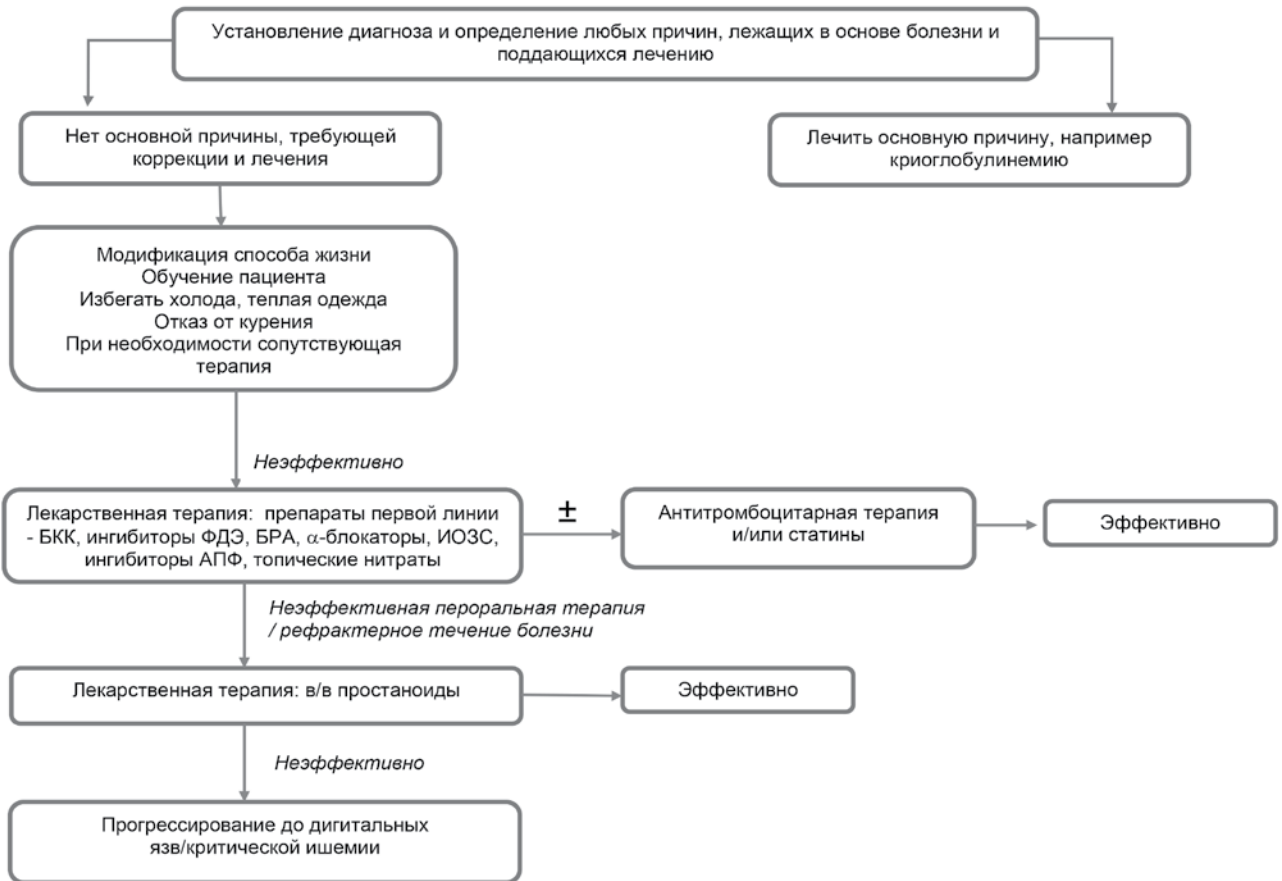 Установление диагноза и определение любых причин, лежащих в основе болезни и
поддающихся лечению
Нет основной причины, требующей
коррекции и лечения
Лечить основную причину, например
криоглобулинемию
Модификация способа жизни
Обучение пациента
Избегать холода, теплая одежда
Отказ от курения
При необходимости сопутствующая
терапия
Неэффективно
Лекарственная терапия: препараты первой линии
- БКК, ингибиторы ФДЭ, БРА, α-блокаторы, ИОЗС,
ингибиторы АПФ, топические нитраты
±
Антитромбоцитарная терапия
и/или статины
Эффективно
Неэффективная пероральная терапия
/ рефрактерное течение болезни
Лекарственная терапия: в/в простаноиды
Эффективно
Неэффективно
Прогрессирование до дигитальных
язв/критической ишемии